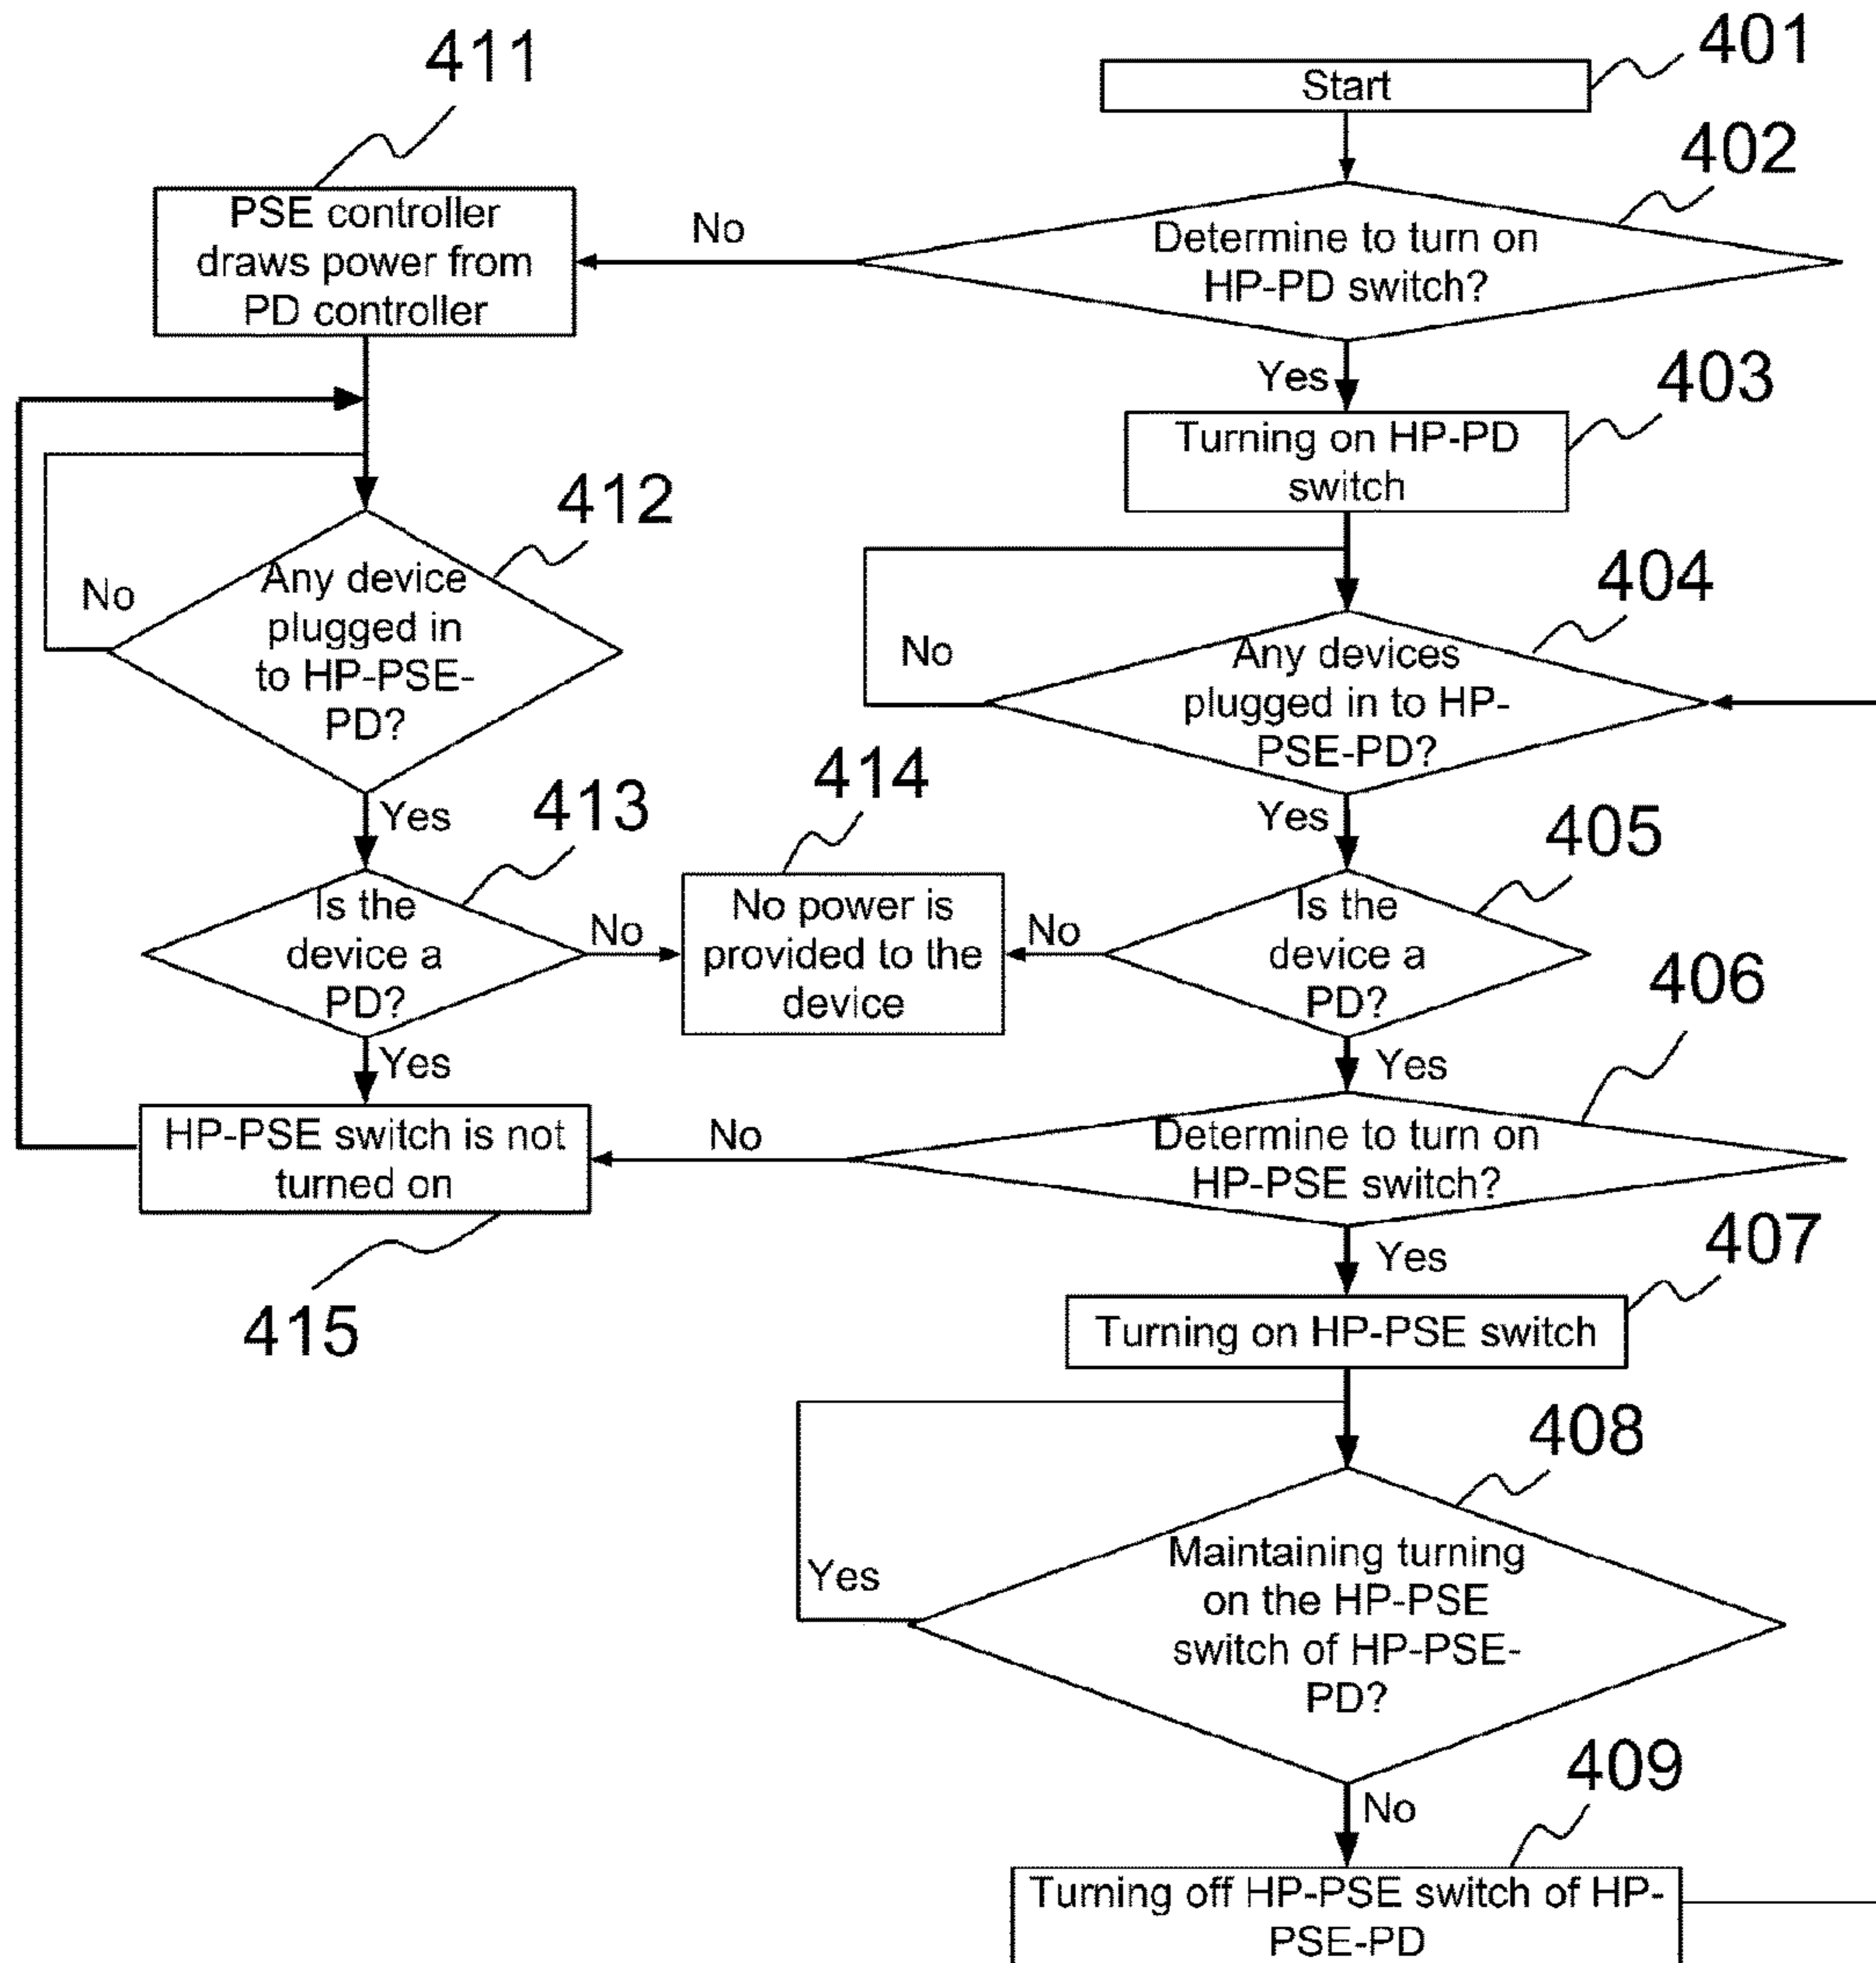 401
Start
402
Determine to turn on
HP-PD switch?
No
411
PSE controller
draws power from
PD controller
Yes
403
Turning on HP-PD
switch
404
Any devices
plugged in to HP-
PSE-PD?
No
412
Any device
plugged in
to HP-PSE-
PD?
No
Yes
413
Is the
device a
PD?
No
414
No power is
provided to the
device
Yes
405
Is the
device a
PD?
No
Yes
HP-PSE switch is not
turned on
415
Yes
406
Determine to turn on
HP-PSE switch?
No
Yes
407
Turning on HP-PSE switch
408
Maintaining turning
on the HP-PSE
switch of HP-PSE-
PD?
Yes
No
409
Turning off HP-PSE switch of HP-
PSE-PD